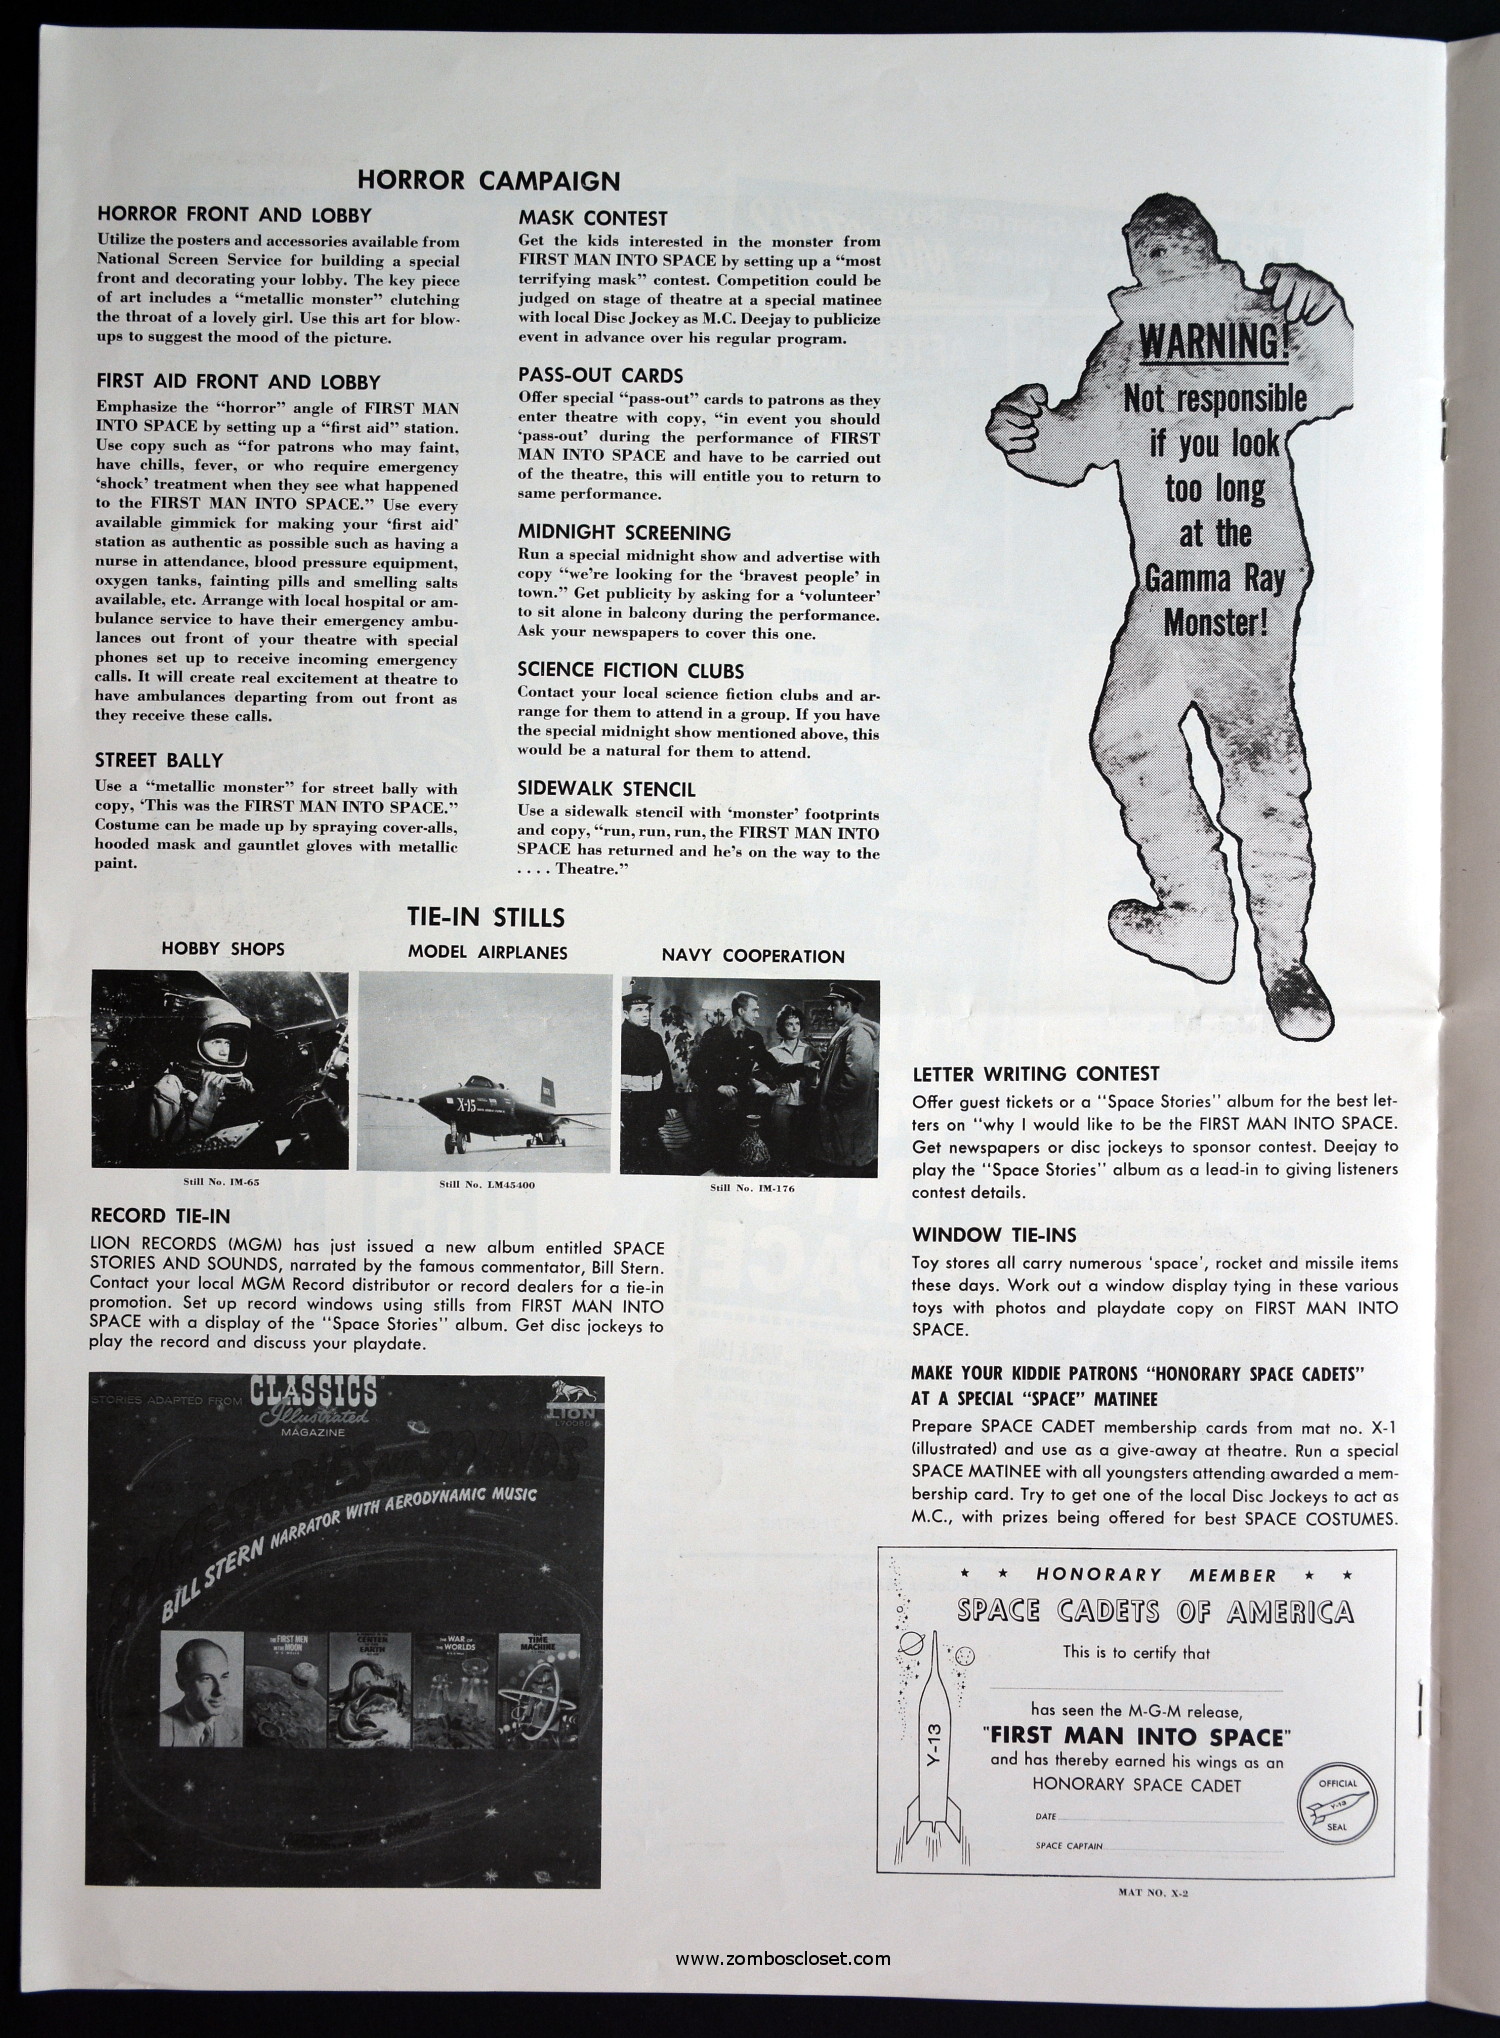 HORROR CAMPAIGN
HORROR FRONT AND LOBBY
Utilize the posters and accessories available from
National Screen Service for building a special
front and decorating your lobby. The key piece
of art includes a “metallic monster” clutching
the throat of a lovely girl. Use this art for blow-
ups to suggest the mood of the picture.
FIRST AID FRONT AND LOBBY
Emphasize the “horror” angle of FIRST MAN
INTO SPACE by setting up a “first aid” station.
Use copy such as “for patrons who may faint,
have chills, fever, or who require emergency
‘shock’ treatment when they see what happened
to the FIRST MAN INTO SPACE.” Use every
available gimmick for making your ‘first aid’
station as authentic as possible such as having a
nurse in attendance, blood pressure equipment,
oxygen tanks, fainting pills and smelling salts
available, etc. Arrange with local hospital or am-
bulance service to have their emergency ambu-
lances out front of your theatre with special
phones set up to receive incoming emergency
calls. It will create real excitement at theatre to
have ambulances departing from out front as
they receive these calls.
STREET BALLY
Use a “metallic monster” for street bally with
copy, ‘This was the FIRST MAN INTO SPACE.”
Costume can be made up by spraying cover-alls,
hooded mask and gauntlet gloves with metallic
paint.
MASK CONTEST
Get the kids interested in the monster from
FIRST MAN INTO SPACE by setting up a “most
terrifying mask” contest. Competition could be
judged on stage of theatre at a special matinee
with local Disc Jockey as M.C. Deejay to publicize
event in advance over his regular program.
PASS-OUT CARDS
Offer special “pass-out” cards to patrons as they
enter theatre with copy, “in event you should
‘pass-out’ during the performance of FIRST
MAN INTO SPACE and have to be carried out
of the theatre, this will entitle you to return to
same performance.
MIDNIGHT SCREENING
Run a special midnight show and advertise with
copy “we’re looking for the ‘bravest people’ in
town.” Get publicity by asking for a ‘volunteer’
to sit alone in balcony during the performance.
Ask your newspapers to cover this one.
SCIENCE FICTION CLUBS
Contact your local science fiction clubs and ar-
range for them to attend in a group. If you have
the special midnight show mentioned above, this
would be a natural for them to attend.
SIDEWALK STENCIL
Use a sidewalk stencil with ‘monster’ footprints
and copy, “run, run, run, the FIRST MAN INTO
SPACE has returned and he’s on the way to the
. . . . Theatre.”
WARNING!
Not responsible
if you look
too long
at the
Gamma Ray
Monster!
TIE-IN STILLS
HOBBY SHOPS
MODEL AIRPLANES
NAVY COOPERATION
X-15
Still No. IM-65
Still No. LM45400
Still No. IM-176
RECORD TIE-IN
LION RECORDS (MGM) has just issued a new album entitled SPACE
STORIES AND SOUNDS, narrated by the famous commentator, Bill Stern.
Contact your local MGM Record distributor or record dealers for a tie-in
promotion. Set up record windows using stills from FIRST MAN INTO
SPACE with a display of the “Space Stories” album. Get disc jockeys to
play the record and discuss your playdate.
STORIES ADAPTED FROM
CLASSICS
Illustrated
MAGAZINE
LION
STORIES SOUNDS
BILL STERN NARRATOR WITH AERODYNAMIC MUSIC
THE FIRST MEN
IN THE MOON
CENTER
EARTH
THE WAR OF
THE WORLDS
THE TIME
MACHINE
LETTER WRITING CONTEST
Offer guest tickets or a “Space Stories” album for the best let-
ters on “why I would like to be the FIRST MAN INTO SPACE.
Get newspapers or disc jockeys to sponsor contest. Deejay to
play the “Space Stories” album as a lead-in to giving listeners
contest details.
WINDOW TIE-INS
Toy stores all carry numerous ‘space’, rocket and missile items
these days. Work out a window display tying in these various
toys with photos and playdate copy on FIRST MAN INTO
SPACE.
MAKE YOUR KIDDIE PATRONS “HONORARY SPACE CADETS”
AT A SPECIAL “SPACE” MATINEE
Prepare SPACE CADET membership cards from mat no. X-1
(illustrated) and use as a give-away at theatre. Run a special
SPACE MATINEE with all youngsters attending awarded a mem-
bership card. Try to get one of the local Disc Jockeys to act as
M.C., with prizes being offered for best SPACE COSTUMES.
★ ★ HONORARY MEMBER ★ ★
SPACE CADETS OF AMERICA
This is to certify that
has seen the M-G-M release,
"FIRST MAN INTO SPACE"
and has thereby earned his wings as an
HONORARY SPACE CADET
DATE
SPACE CAPTAIN
Y-13
OFFICIAL
Y-13
SEAL
MAT NO. X-2
www.zomboscloset.com